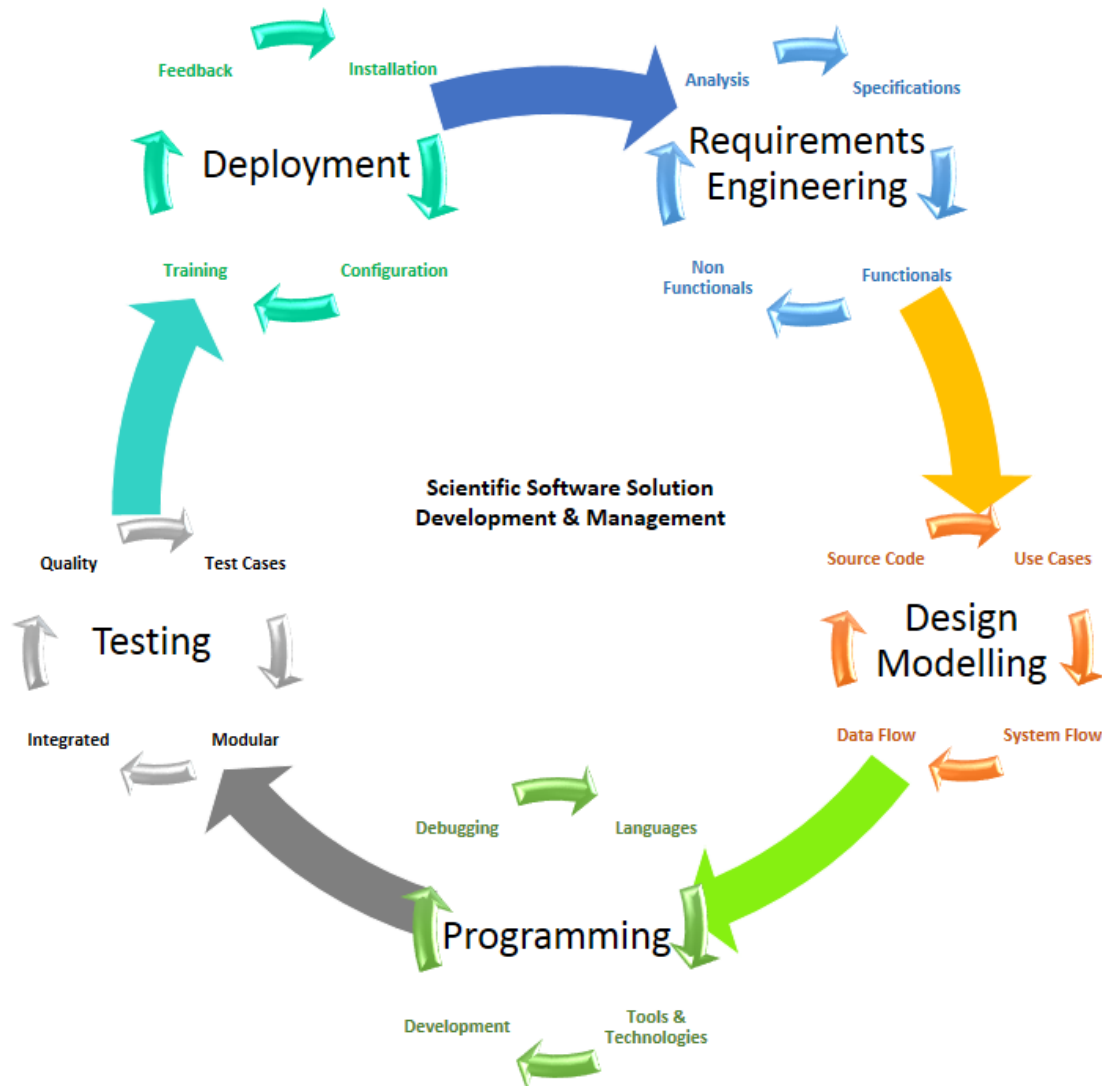 Feedback
Installation
Deployment
Training
Configuration
Analysis
Specifications
Requirements
Engineering
Non
Functionals
Functionals
Scientific Software Solution
Development & Management
Source Code
Use Cases
Design
Modelling
Data Flow
System Flow
Quality
Test Cases
Testing
Integrated
Modular
Debugging
Languages
Programming
Development
Tools &
Technologies